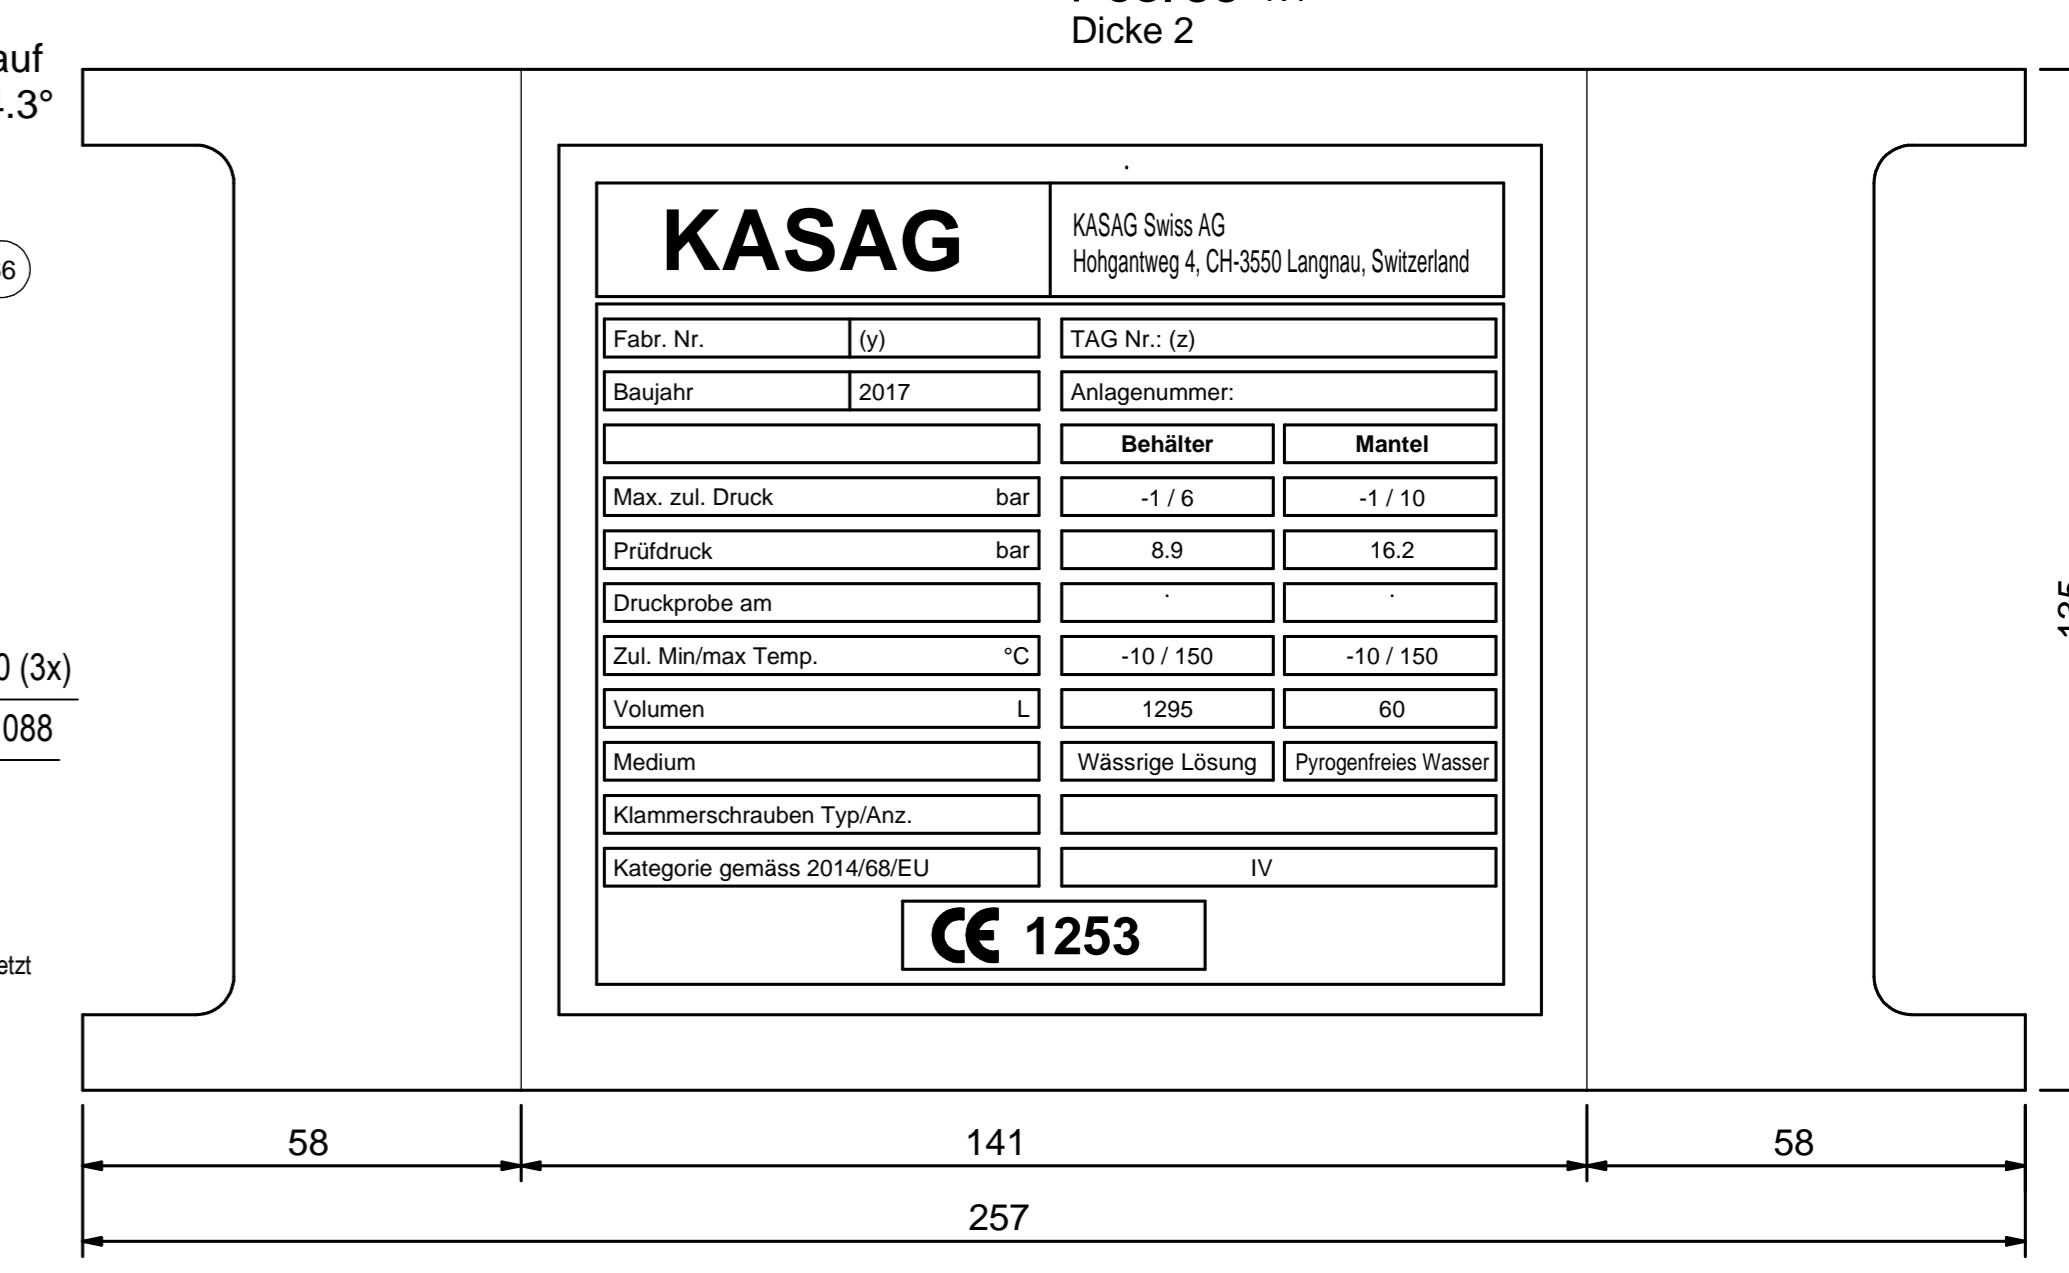 Dicke 2
auf
4.3°
KASAG
KASAG Swiss AG
Hohgantweg 4, CH-3550 Langnau, Switzerland
Fabr. Nr. (y) TAG Nr.: (z)
Baujahr 2017 Anlagenummer:
Behälter Mantel
Max. zul. Druck bar -1 / 6 -1 / 10
Prüfdruck bar 8.9 16.2
Druckprobe am . .
Zul. Min/max Temp. °C -10 / 150 -10 / 150
Volumen L 1295 60
Medium Wässrige Lösung Pyrogenfreies Wasser
Klammerschrauben Typ/Anz.
Kategorie gemäss 2014/68/EU IV
CE 1253
0 (3x)
088
etzt
58 141 58
257